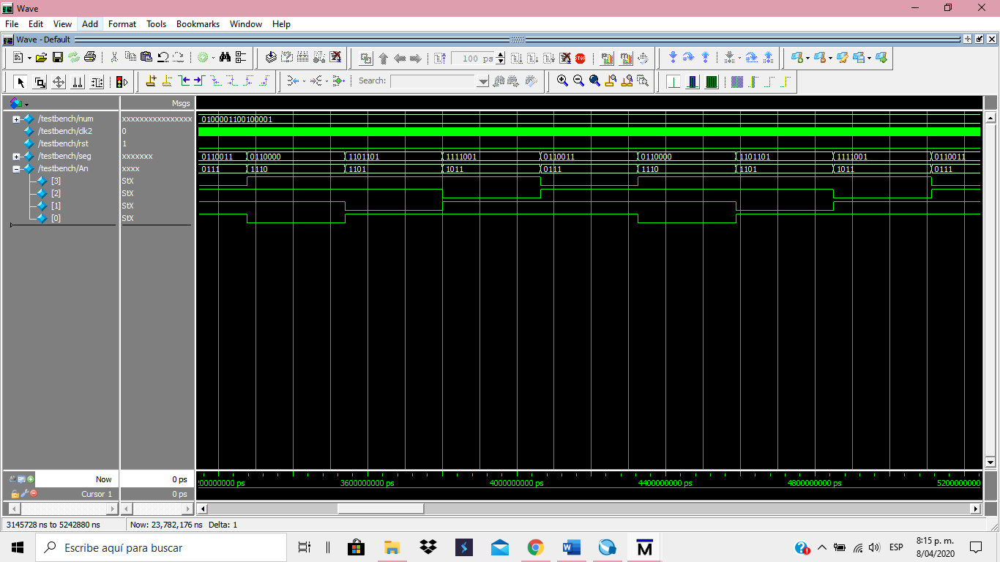 Wave
File Edit View Add Format Tools Bookmarks Window Help
Wave - Default
100 ps
Search:
Msgs
/testbench/num xxxxxxxxxxxxxxxx 0100001100100001
/testbench/clk2 0
/testbench/rst 1
/testbench/seg xxxxxxx 0110011 0110000 1101101 1111001 0110011 0110000 1101101 1111001 0110011
/testbench/An xxxx 0111 1110 1101 1011 0111 1110 1101 1011 0111
[3] StX
[2] StX
[1] StX
[0] StX
Now 0 ps 200000000 ps 3600000000 ps 4000000000 ps 4400000000 ps 4800000000 ps 5200000000
Cursor 1 0 ps
3145728 ns to 5242880 ns Now: 23,782,176 ns Delta: 1
Escribe aquí para buscar ESP 8:15 p. m.
8/04/2020